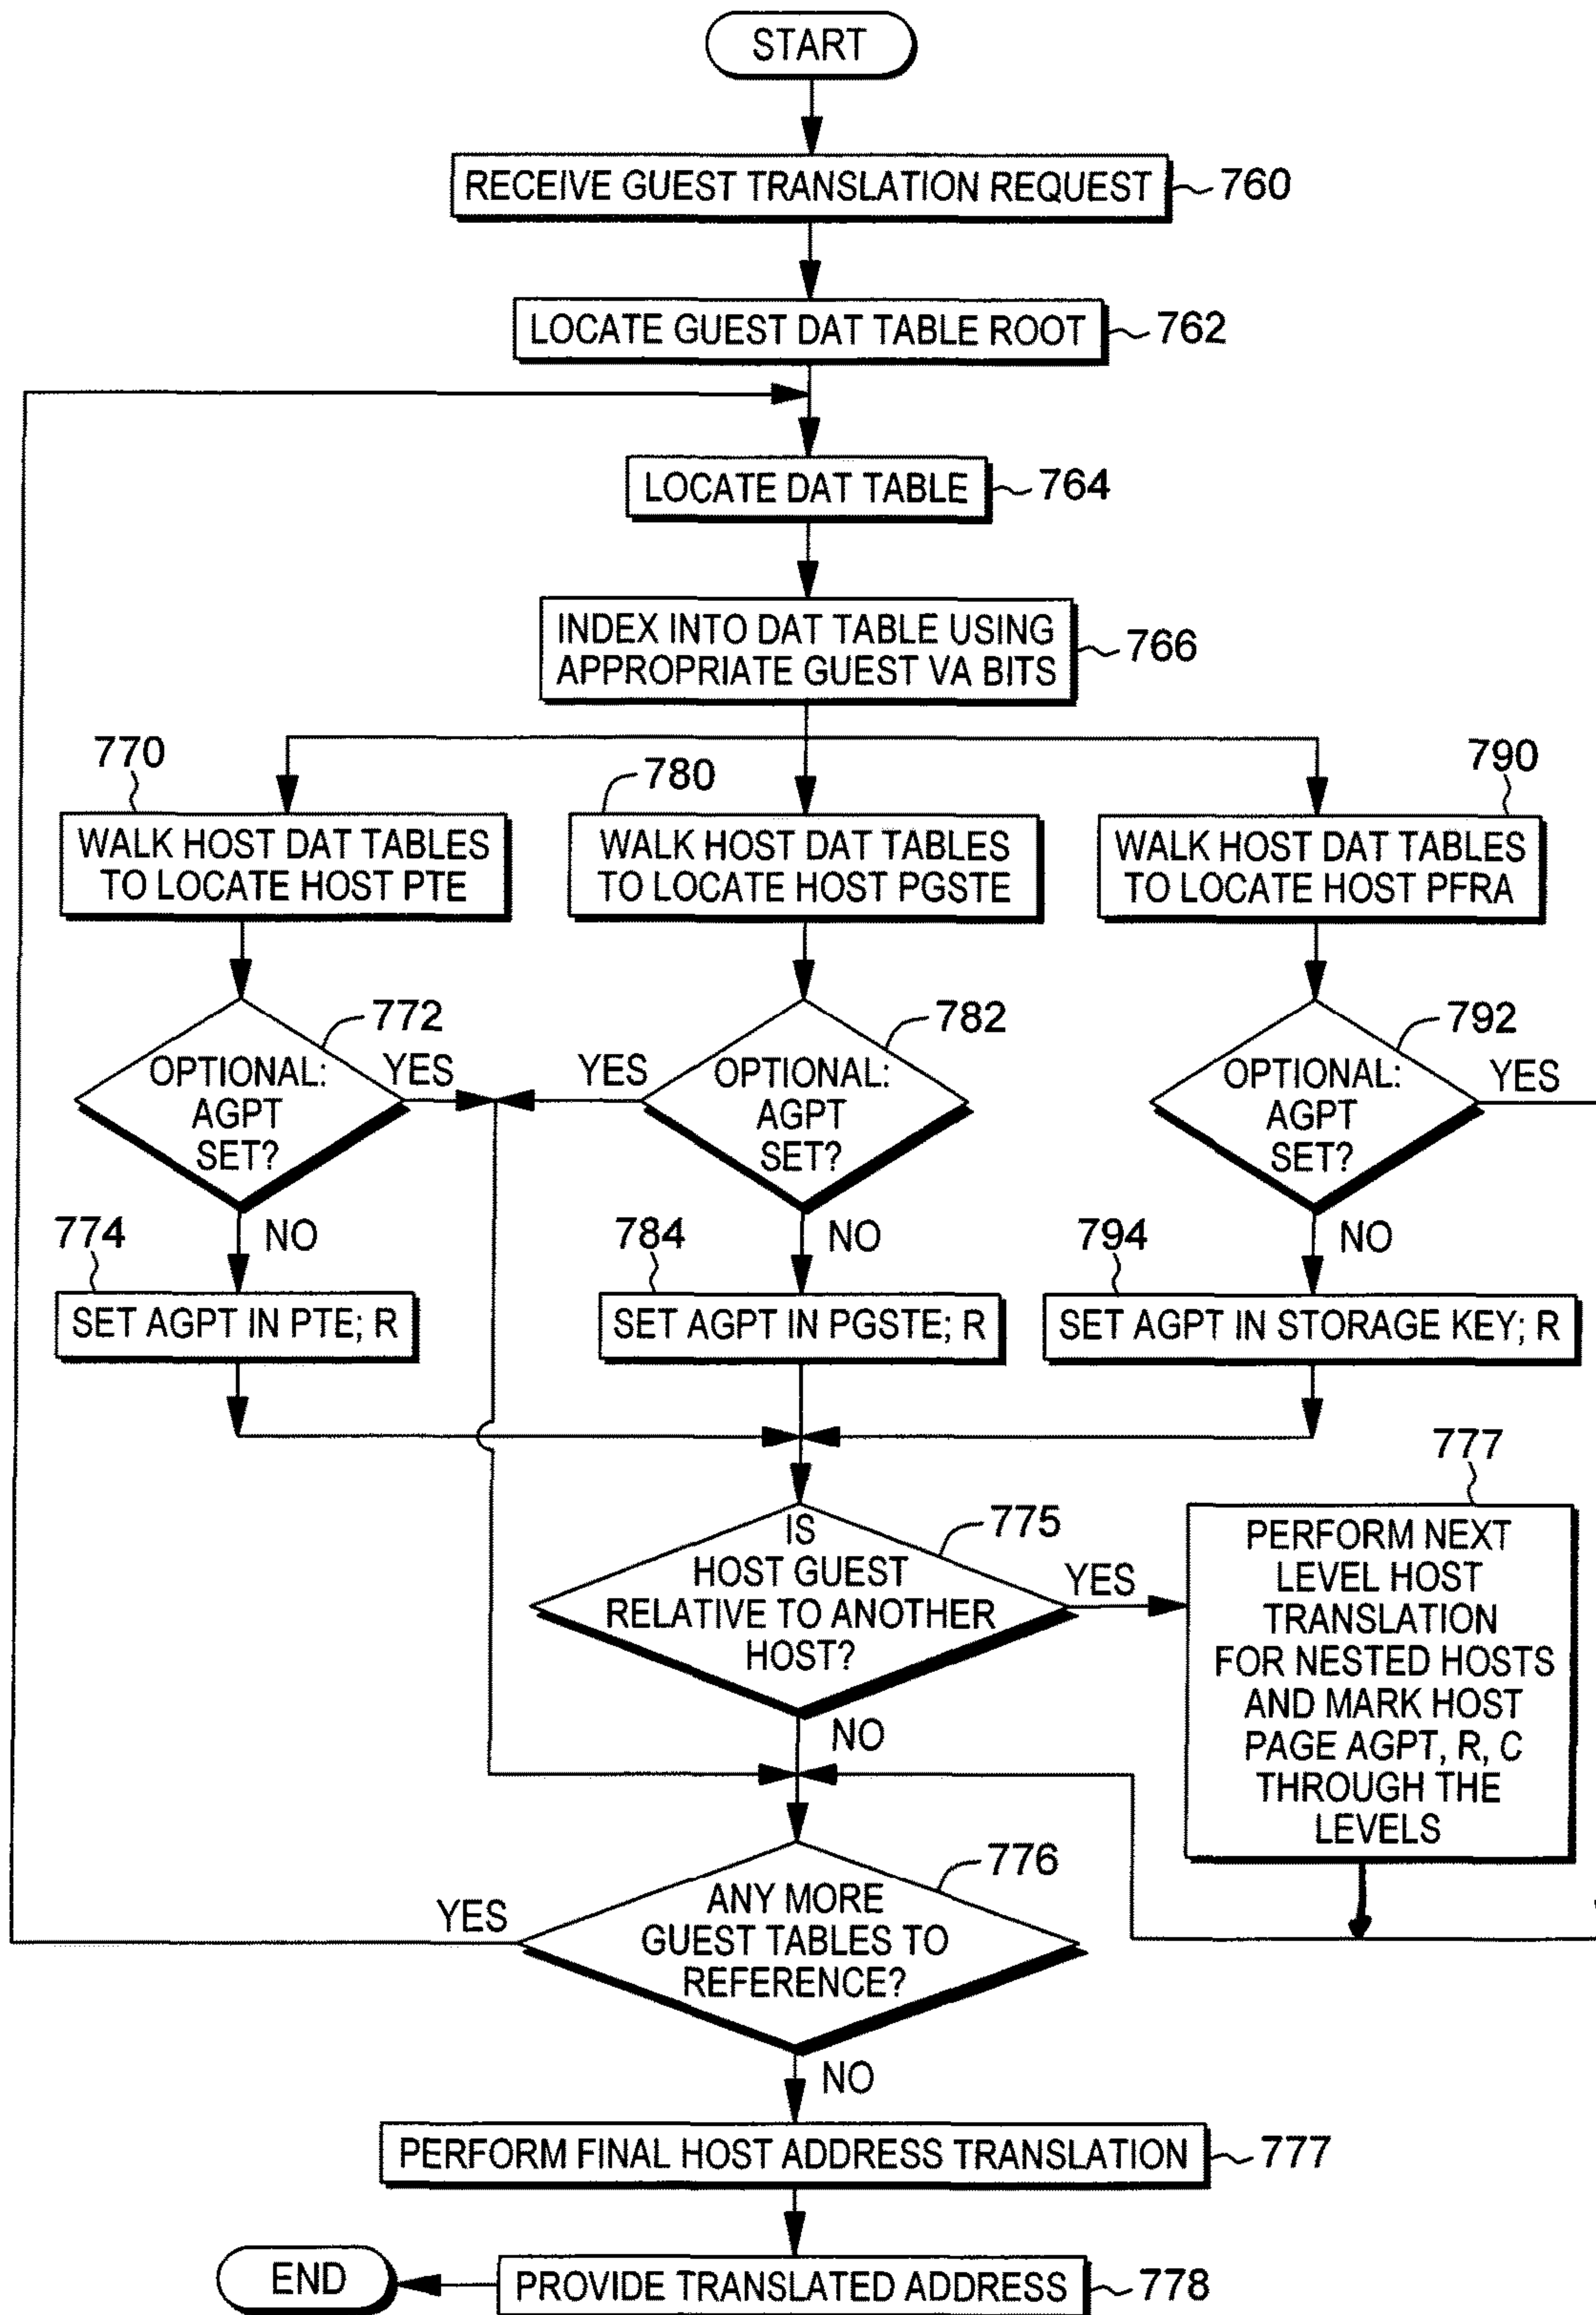 START
RECEIVE GUEST TRANSLATION REQUEST
760
LOCATE GUEST DAT TABLE ROOT
762
LOCATE DAT TABLE
764
INDEX INTO DAT TABLE USING
APPROPRIATE GUEST VA BITS
766
770
WALK HOST DAT TABLES
TO LOCATE HOST PTE
780
WALK HOST DAT TABLES
TO LOCATE HOST PGSTE
790
WALK HOST DAT TABLES
TO LOCATE HOST PFRA
772
OPTIONAL:
AGPT
SET?
YES
NO
782
YES
OPTIONAL:
AGPT
SET?
NO
792
OPTIONAL:
AGPT
SET?
YES
NO
774
SET AGPT IN PTE; R
784
SET AGPT IN PGSTE; R
794
SET AGPT IN STORAGE KEY; R
775
IS
HOST GUEST
RELATIVE TO ANOTHER
HOST?
YES
NO
777
PERFORM NEXT
LEVEL HOST
TRANSLATION
FOR NESTED HOSTS
AND MARK HOST
PAGE AGPT, R, C
THROUGH THE
LEVELS
776
YES
ANY MORE
GUEST TABLES TO
REFERENCE?
NO
PERFORM FINAL HOST ADDRESS TRANSLATION
777
END
PROVIDE TRANSLATED ADDRESS
778